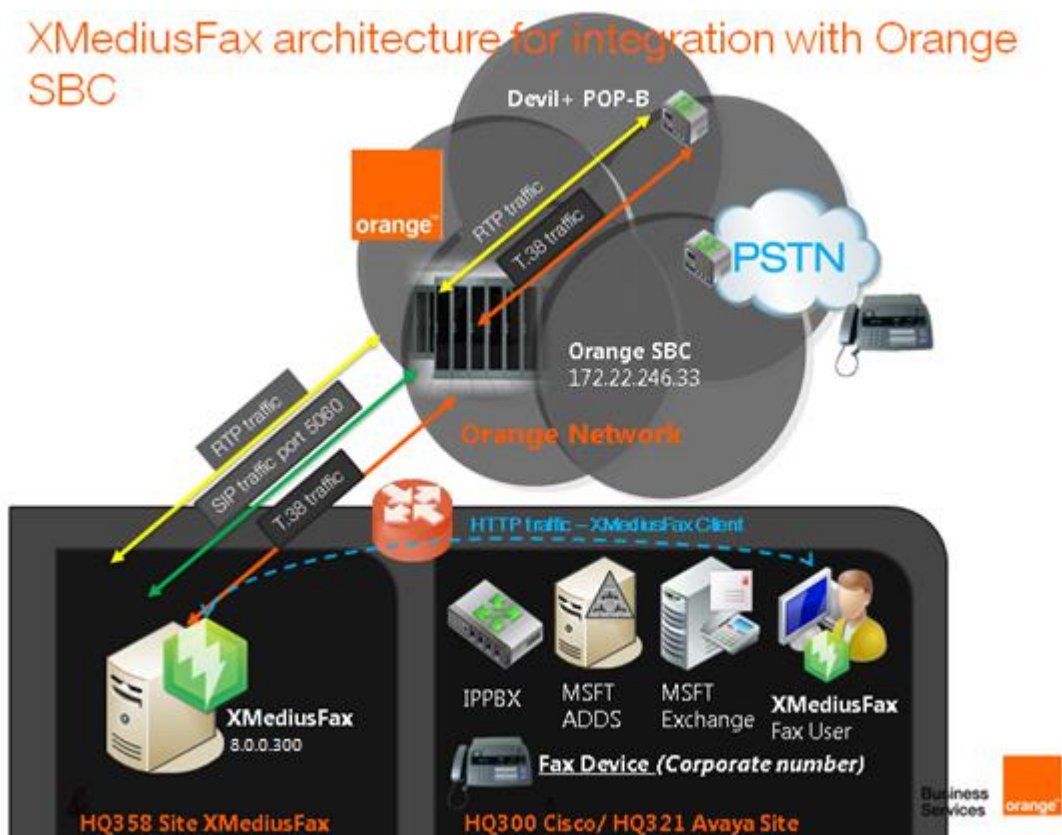 XMediusFax architecture for integration with Orange
SBC
Devil+ POP-B
orange™
RTP traffic
T.38 traffic
PSTN
Orange SBC
172.22.246.33
Orange Network
RTP traffic
SIP traffic port 5060
T.38 traffic
HTTP traffic – XMediusFax Client
XMediusFax
8.0.0.300
IPPBX
MSFT
ADDS
MSFT
Exchange
XMediusFax
Fax User
Fax Device (Corporate number)
HQ358 Site XMediusFax
HQ300 Cisco/ HQ321 Avaya Site
Business
Services
orange™